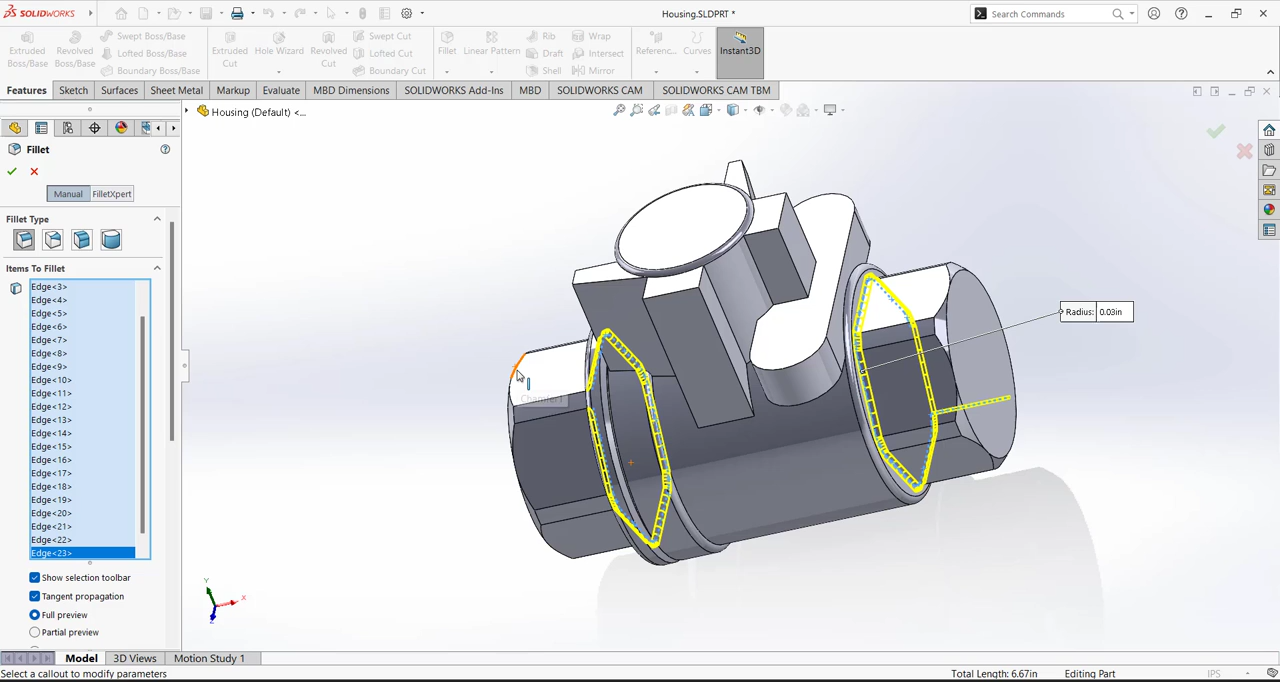 SOLIDWORKS
Housing.SLDPRT *
Search Commands
Extruded Boss/Base
Revolved Boss/Base
Swept Boss/Base
Lofted Boss/Base
Boundary Boss/Base
Extruded Cut
Hole Wizard
Revolved Cut
Swept Cut
Lofted Cut
Boundary Cut
Fillet
Linear Pattern
Rib
Draft
Shell
Wrap
Intersect
Mirror
Referenc...
Curves
Instant3D
Features
Sketch
Surfaces
Sheet Metal
Markup
Evaluate
MBD Dimensions
SOLIDWORKS Add-Ins
MBD
SOLIDWORKS CAM
SOLIDWORKS CAM TBM
Housing (Default) <...
Fillet
Manual
FilletXpert
Fillet Type
Items To Fillet
Edge<3>
Edge<4>
Edge<5>
Edge<6>
Edge<7>
Edge<8>
Edge<9>
Edge<10>
Edge<11>
Edge<12>
Edge<13>
Edge<14>
Edge<15>
Edge<16>
Edge<17>
Edge<18>
Edge<19>
Edge<20>
Edge<21>
Edge<22>
Edge<23>
Show selection toolbar
Tangent propagation
Full preview
Partial preview
Radius: 0.03in
Chamfer1
Y
X
Z
Model
3D Views
Motion Study 1
Select a callout to modify parameters
Total Length: 6.67in
Editing Part
IPS